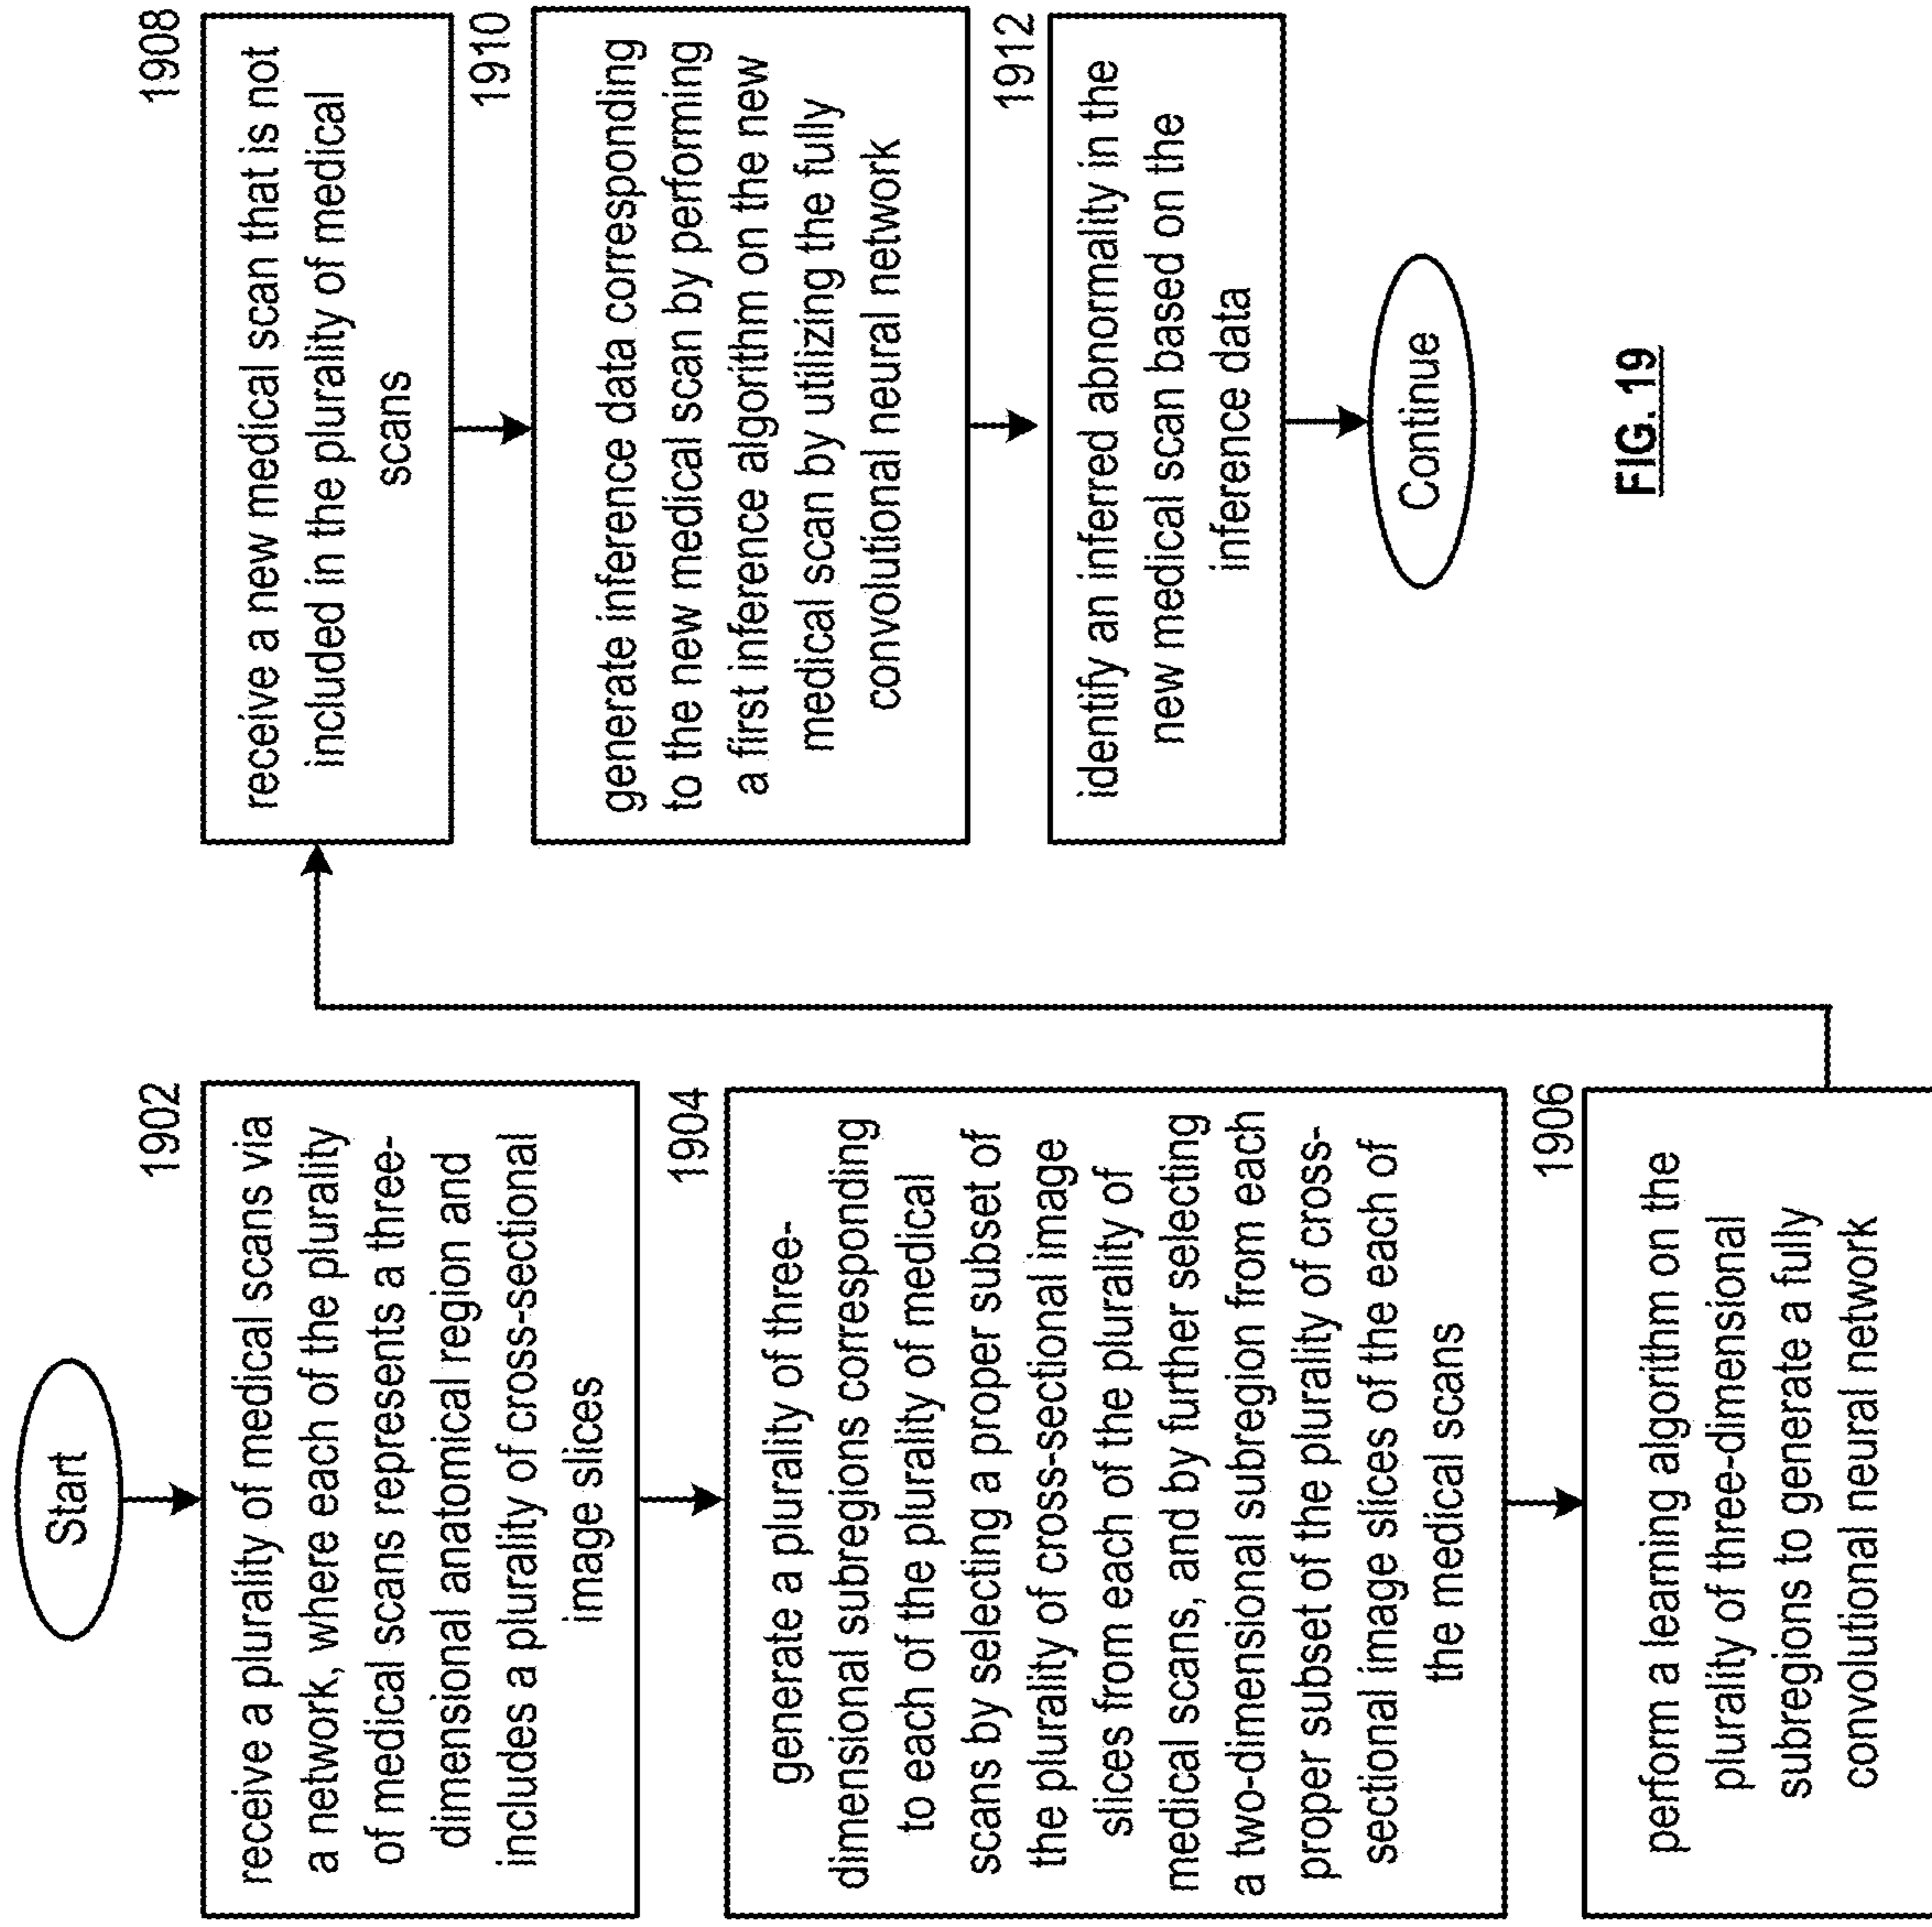 Start
1902
receive a plurality of medical scans via
a network, where each of the plurality
of medical scans represents a three-
dimensional anatomical region and
includes a plurality of cross-sectional
image slices
1904
generate a plurality of three-
dimensional subregions corresponding
to each of the plurality of medical
scans by selecting a proper subset of
the plurality of cross-sectional image
slices from each of the plurality of
medical scans, and by further selecting
a two-dimensional subregion from each
proper subset of the plurality of cross-
sectional image slices of the each of
the medical scans
1906
perform a learning algorithm on the
plurality of three-dimensional
subregions to generate a fully
convolutional neural network
1908
receive a new medical scan that is not
included in the plurality of medical
scans
1910
generate inference data corresponding
to the new medical scan by performing
a first inference algorithm on the new
medical scan by utilizing the fully
convolutional neural network
1912
identify an inferred abnormality in the
new medical scan based on the
inference data
Continue
FIG. 19